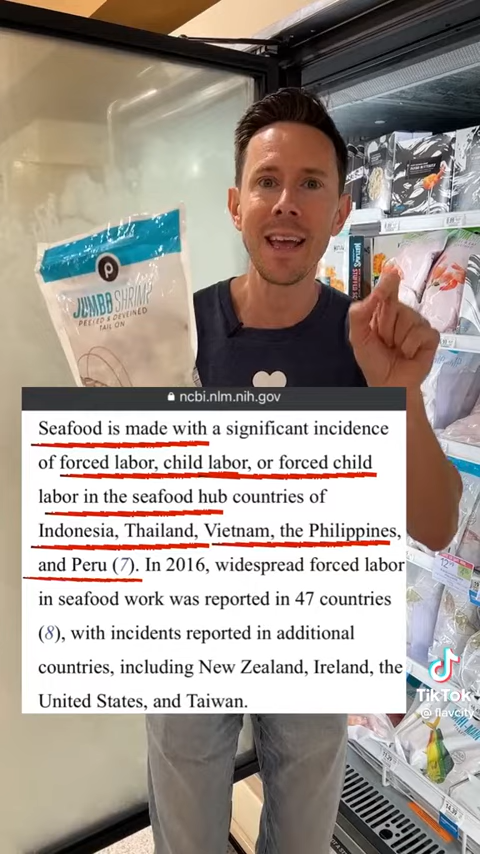 JUMBO SHRIMP
PEELED & DEVEINED
TAIL ON
ncbi.nlm.nih.gov
Seafood is made with a significant incidence
of forced labor, child labor, or forced child
labor in the seafood hub countries of
Indonesia, Thailand, Vietnam, the Philippines,
and Peru (7). In 2016, widespread forced labor
in seafood work was reported in 47 countries
(8), with incidents reported in additional
countries, including New Zealand, Ireland, the
United States, and Taiwan.
TikTok
@flavcity